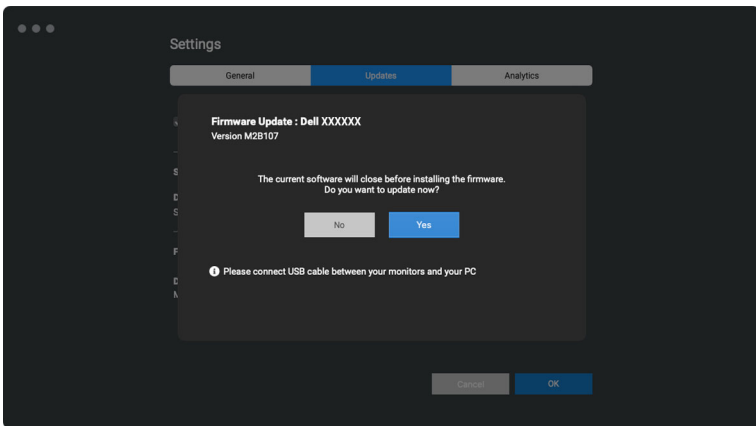 Settings
General
Updates
Analytics
Firmware Update : Dell XXXXXX
Version M2B107
The current software will close before installing the firmware.
Do you want to update now?
No
Yes
Please connect USB cable between your monitors and your PC
Cancel
OK